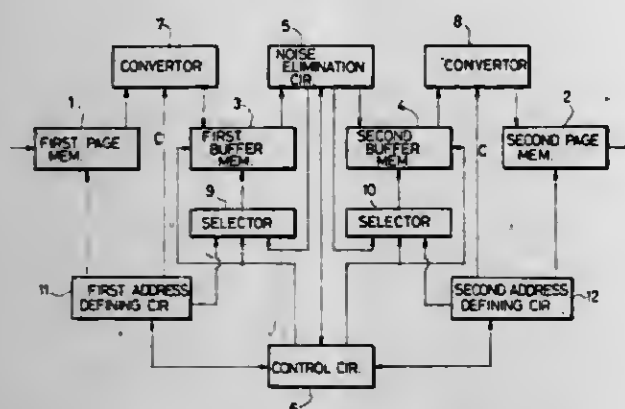 7
CONVERTOR
5
NOISE
ELIMINATION
CIR.
8
CONVERTOR
1
FIRST PAGE
MEM.
C
3
FIRST
BUFFER
MEM.
4
SECOND
BUFFER
MEM
C
2
SECOND PAGE
MEM.
9
SELECTOR
10
SELECTOR
11
FIRST ADDRESS
DEFINING CIR
SECOND ADDRESS
DEFINING CIR
12
CONTROL CIR.
6